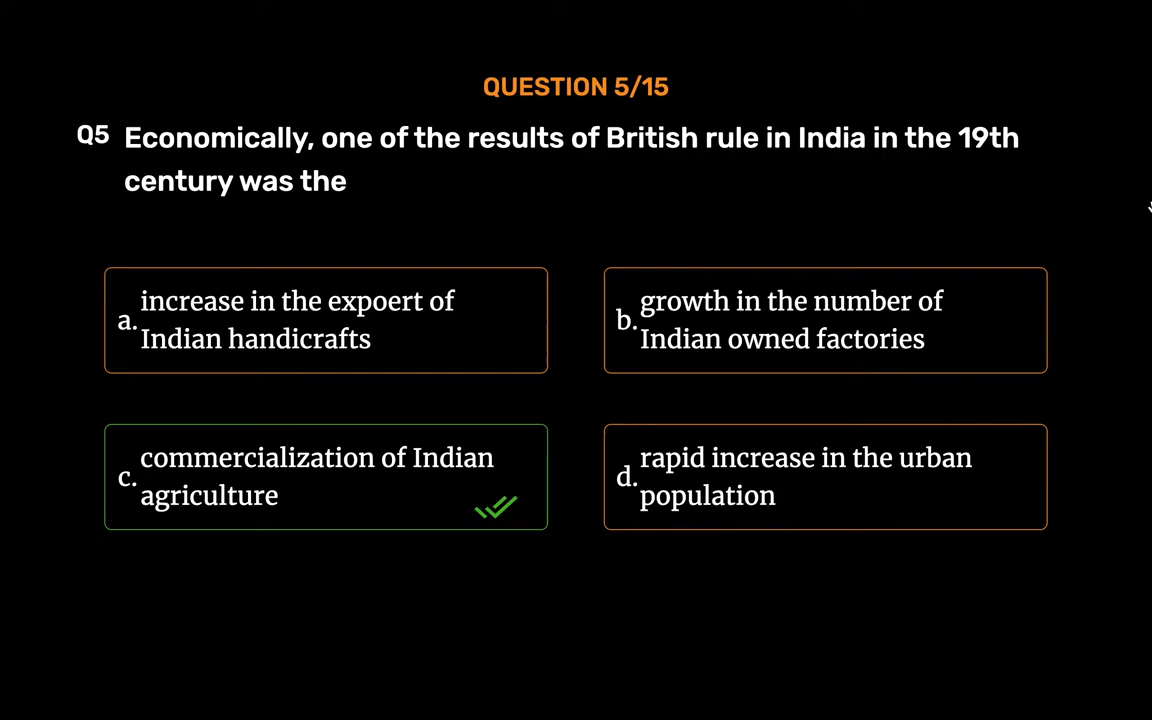 QUESTION 5/15
Q5 Economically, one of the results of British rule in India in the 19th
century was the
a. increase in the expoert of
Indian handicrafts
b. growth in the number of
Indian owned factories
c. commercialization of Indian
agriculture
d. rapid increase in the urban
population